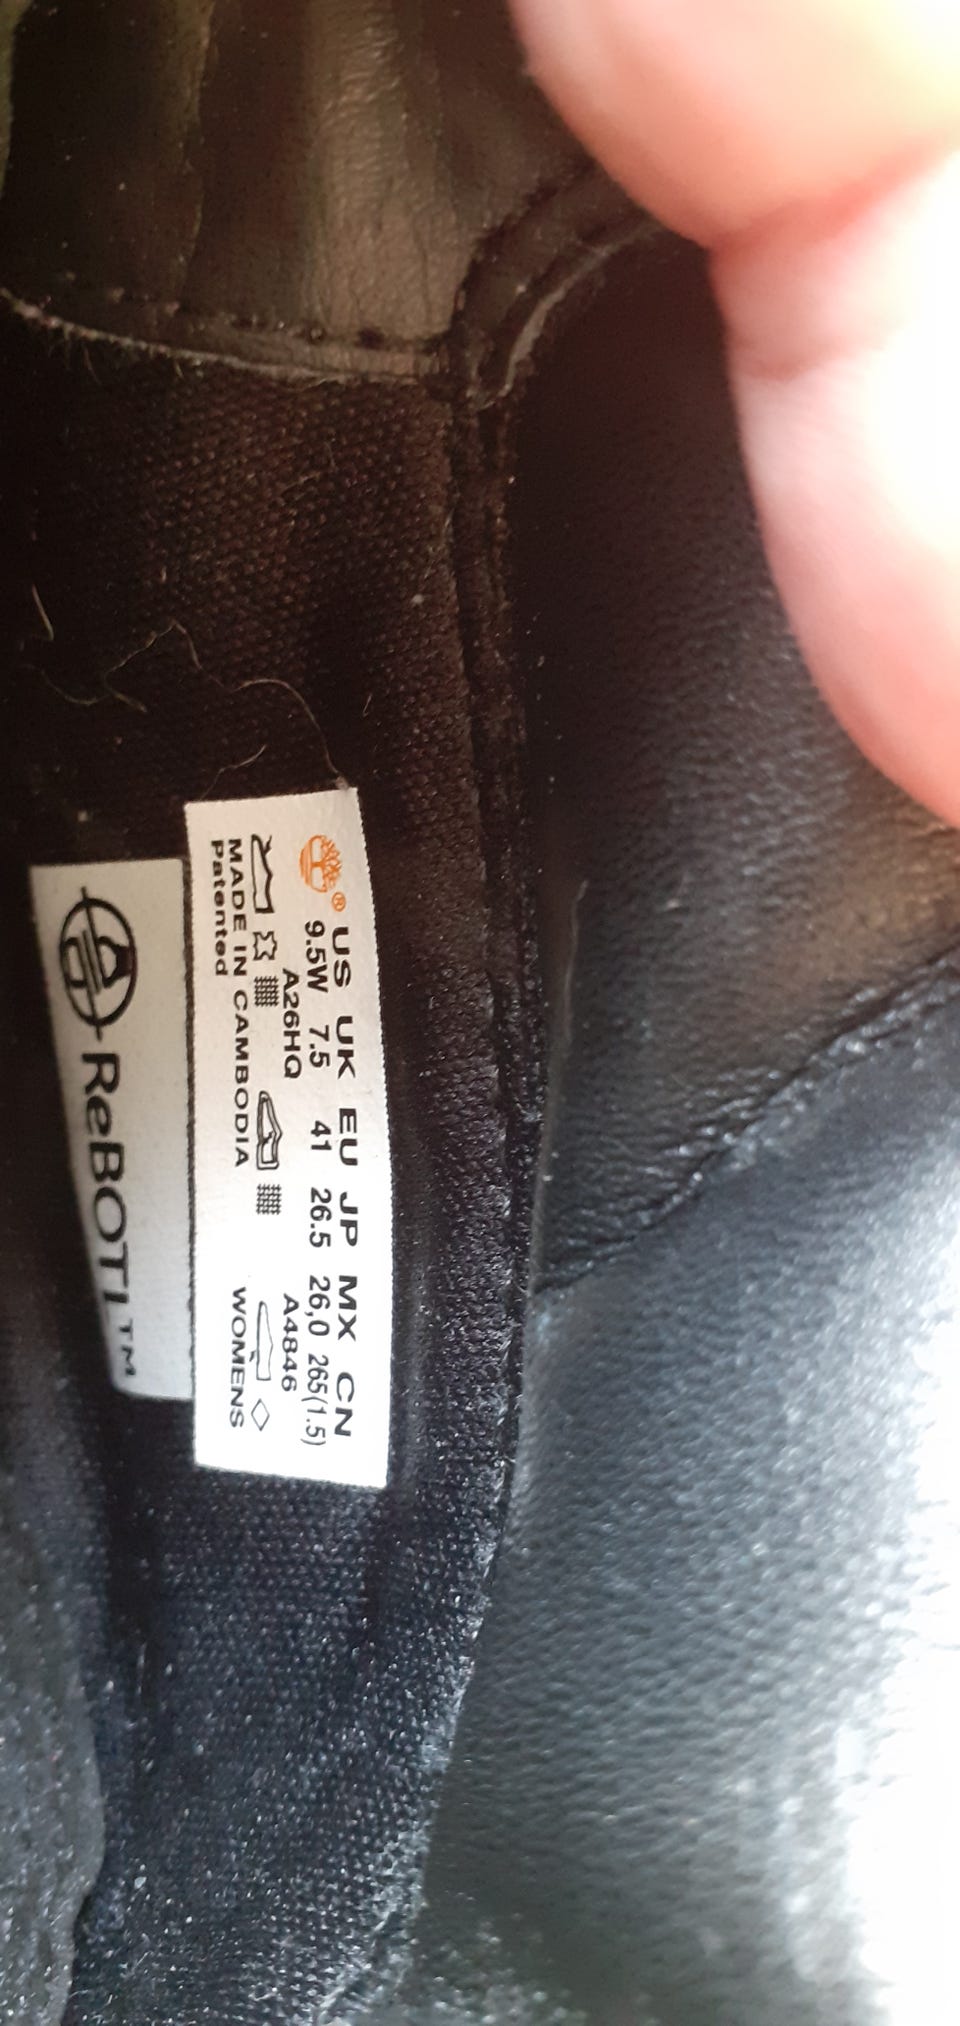 ® US UK EU JP MX CN
9.5W 7.5 41 26.5 26,0 265(1.5)
A26HQ A4846
MADE IN CAMBODIA WOMENS
Patented
ReBOTL™